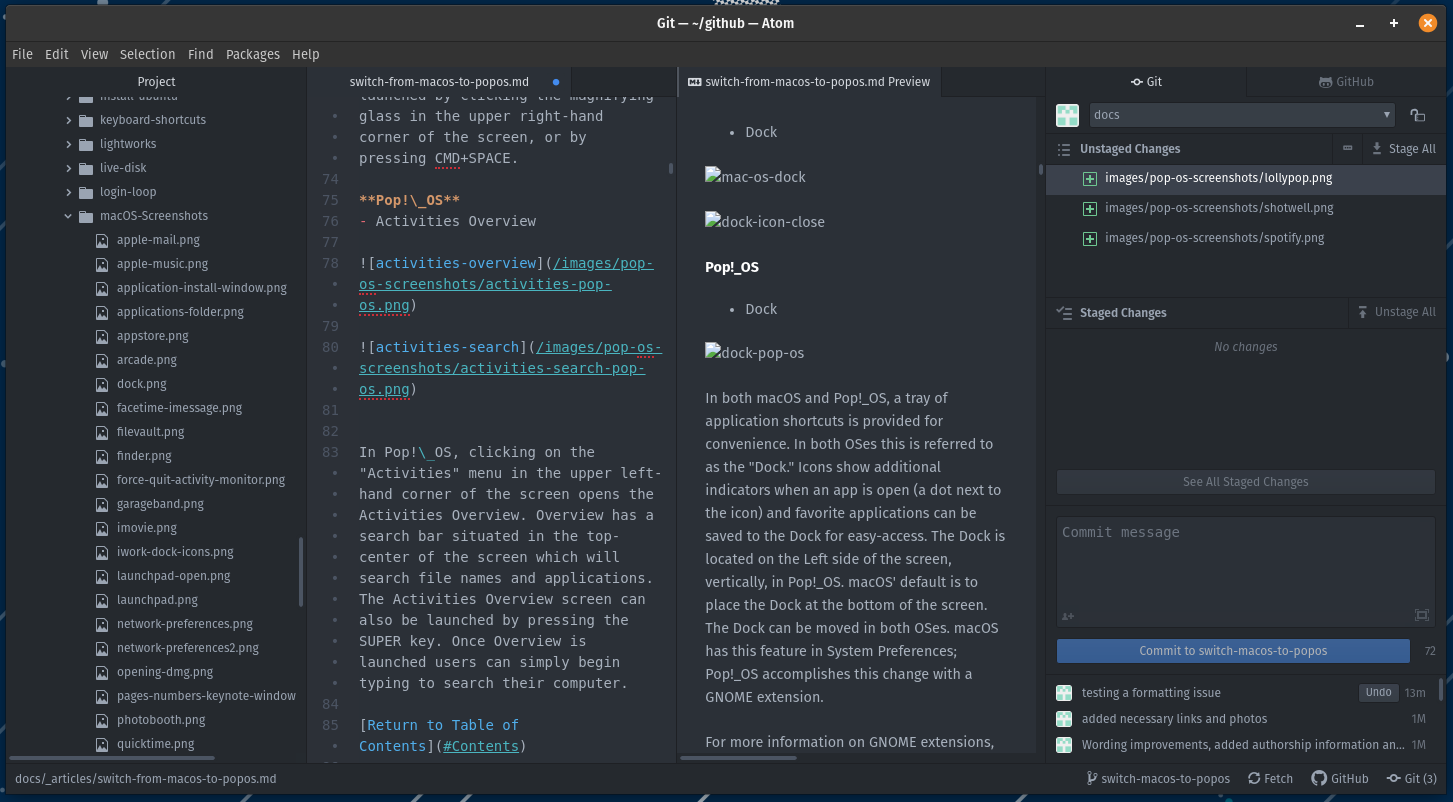 Git — ~/github — Atom
File Edit View Selection Find Packages Help
Project
install-ubuntu
keyboard-shortcuts
lightworks
live-disk
login-loop
macOS-Screenshots
apple-mail.png
apple-music.png
application-install-window.png
applications-folder.png
appstore.png
arcade.png
dock.png
facetime-imessage.png
filevault.png
finder.png
force-quit-activity-monitor.png
garageband.png
imovie.png
iwork-dock-icons.png
launchpad-open.png
launchpad.png
network-preferences.png
network-preferences2.png
opening-dmg.png
pages-numbers-keynote-window
photobooth.png
quicktime.png
switch-from-macos-to-popos.md
launched by clicking the magnifying
glass in the upper right-hand
corner of the screen, or by
pressing CMD+SPACE.
74
75 **Pop!\_OS**
76 - Activities Overview
77
78 ![activities-overview](/images/pop-
os-screenshots/activities-pop-
os.png)
79
80 ![activities-search](/images/pop-os-
screenshots/activities-search-pop-
os.png)
81
82
83 In Pop!\_OS, clicking on the
"Activities" menu in the upper left-
hand corner of the screen opens the
Activities Overview. Overview has a
search bar situated in the top-
center of the screen which will
search file names and applications.
The Activities Overview screen can
also be launched by pressing the
SUPER key. Once Overview is
launched users can simply begin
typing to search their computer.
84
85 [Return to Table of
Contents](#Contents)
switch-from-macos-to-popos.md Preview
• Dock
mac-os-dock
dock-icon-close
Pop!_OS
• Dock
dock-pop-os
In both macOS and Pop!_OS, a tray of
application shortcuts is provided for
convenience. In both OSes this is referred to
as the "Dock." Icons show additional
indicators when an app is open (a dot next to
the icon) and favorite applications can be
saved to the Dock for easy-access. The Dock is
located on the Left side of the screen,
vertically, in Pop!_OS. macOS' default is to
place the Dock at the bottom of the screen.
The Dock can be moved in both OSes. macOS
has this feature in System Preferences;
Pop!_OS accomplishes this change with a
GNOME extension.
For more information on GNOME extensions,
Git GitHub
docs
Unstaged Changes Stage All
images/pop-os-screenshots/lollypop.png
images/pop-os-screenshots/shotwell.png
images/pop-os-screenshots/spotify.png
Staged Changes Unstage All
No changes
See All Staged Changes
Commit message
Commit to switch-macos-to-popos 72
testing a formatting issue Undo 13m
added necessary links and photos 1M
Wording improvements, added authorship information an... 1M
docs/_articles/switch-from-macos-to-popos.md
switch-macos-to-popos Fetch GitHub Git (3)